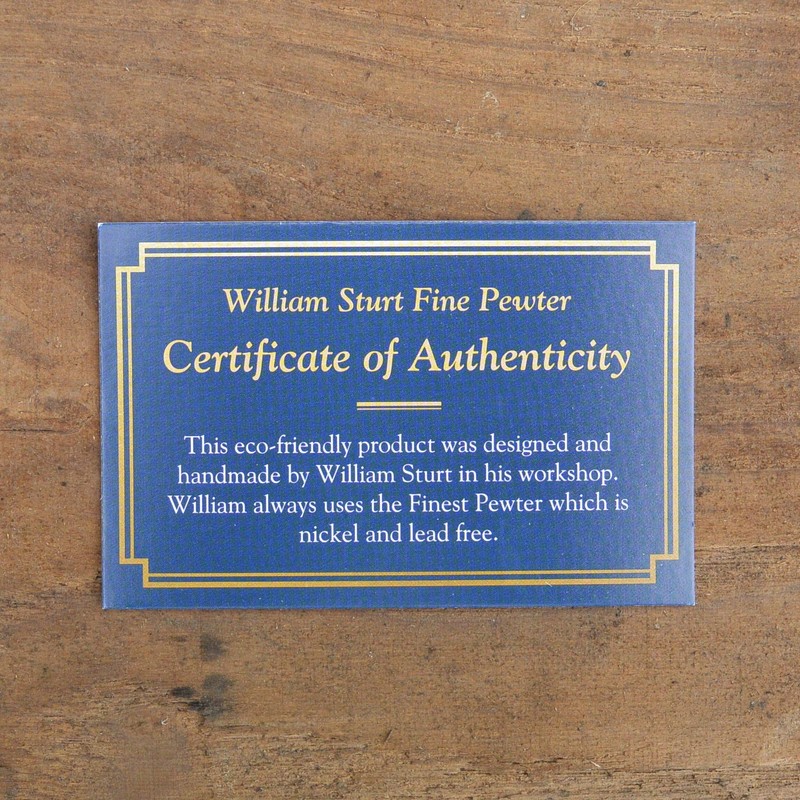 William Sturt Fine Pewter
Certificate of Authenticity
This eco-friendly product was designed and
handmade by William Sturt in his workshop.
William always uses the Finest Pewter which is
nickel and lead free.